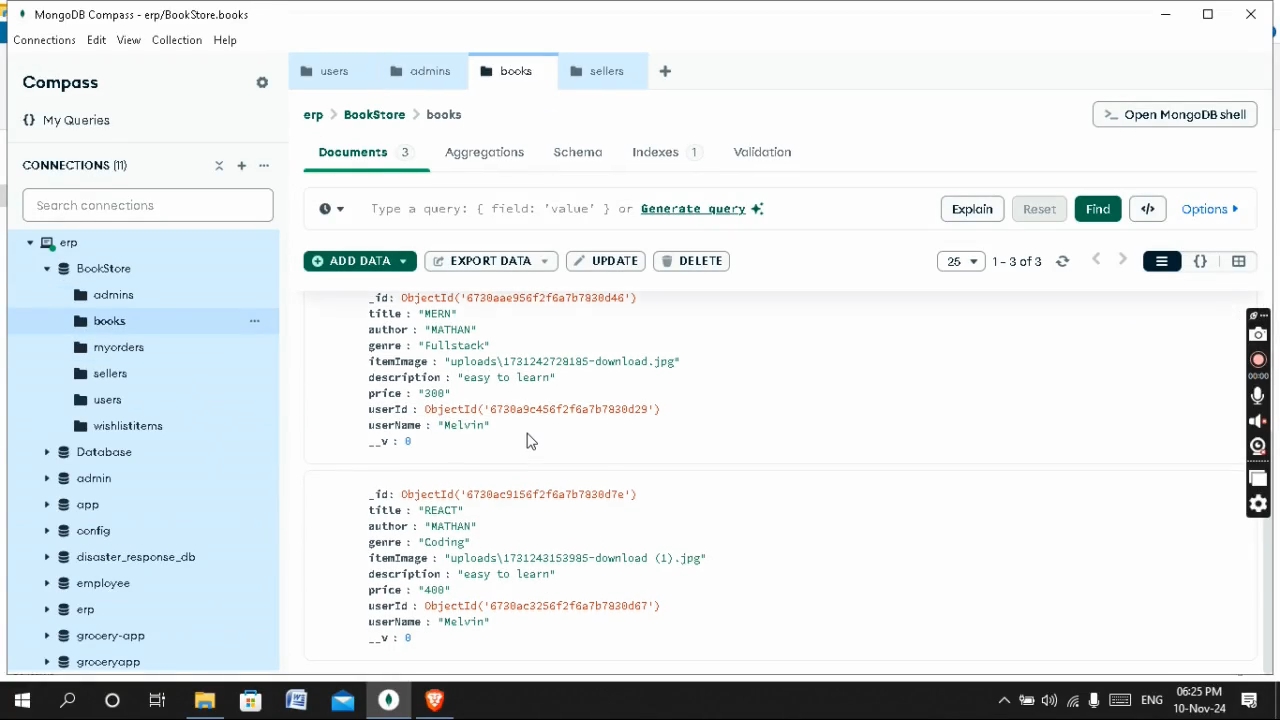 MongoDB Compass - erp/BookStore.books
Connections Edit View Collection Help
Compass
{} My Queries
CONNECTIONS (11)
Search connections
erp
BookStore
admins
books
myorders
sellers
users
wishlistitems
Database
admin
app
config
disaster_response_db
employee
erp
grocery-app
groceryapp
users admins books sellers
erp > BookStore > books
>_ Open MongoDB shell
Documents 3 Aggregations Schema Indexes 1 Validation
Type a query: { field: 'value' } or Generate query
Explain Reset Find </> Options
ADD DATA EXPORT DATA UPDATE DELETE
25 1 - 3 of 3 {}
_id: ObjectId('6730aae956f2f6a7b7830d46')
title : "MERN"
author : "MATHAN"
genre : "Fullstack"
itemImage : "uploads\1731242728185-download.jpg"
description : "easy to learn"
price : "300"
userId : ObjectId('6730a9c456f2f6a7b7830d29')
userName : "Melvin"
__v : 0
_id: ObjectId('6730ac9156f2f6a7b7830d7e')
title : "REACT"
author : "MATHAN"
genre : "Coding"
itemImage : "uploads\1731243153985-download (1).jpg"
description : "easy to learn"
price : "400"
userId : ObjectId('6730ac3256f2f6a7b7830d67')
userName : "Melvin"
__v : 0
00:00
ENG
06:25 PM
10-Nov-24